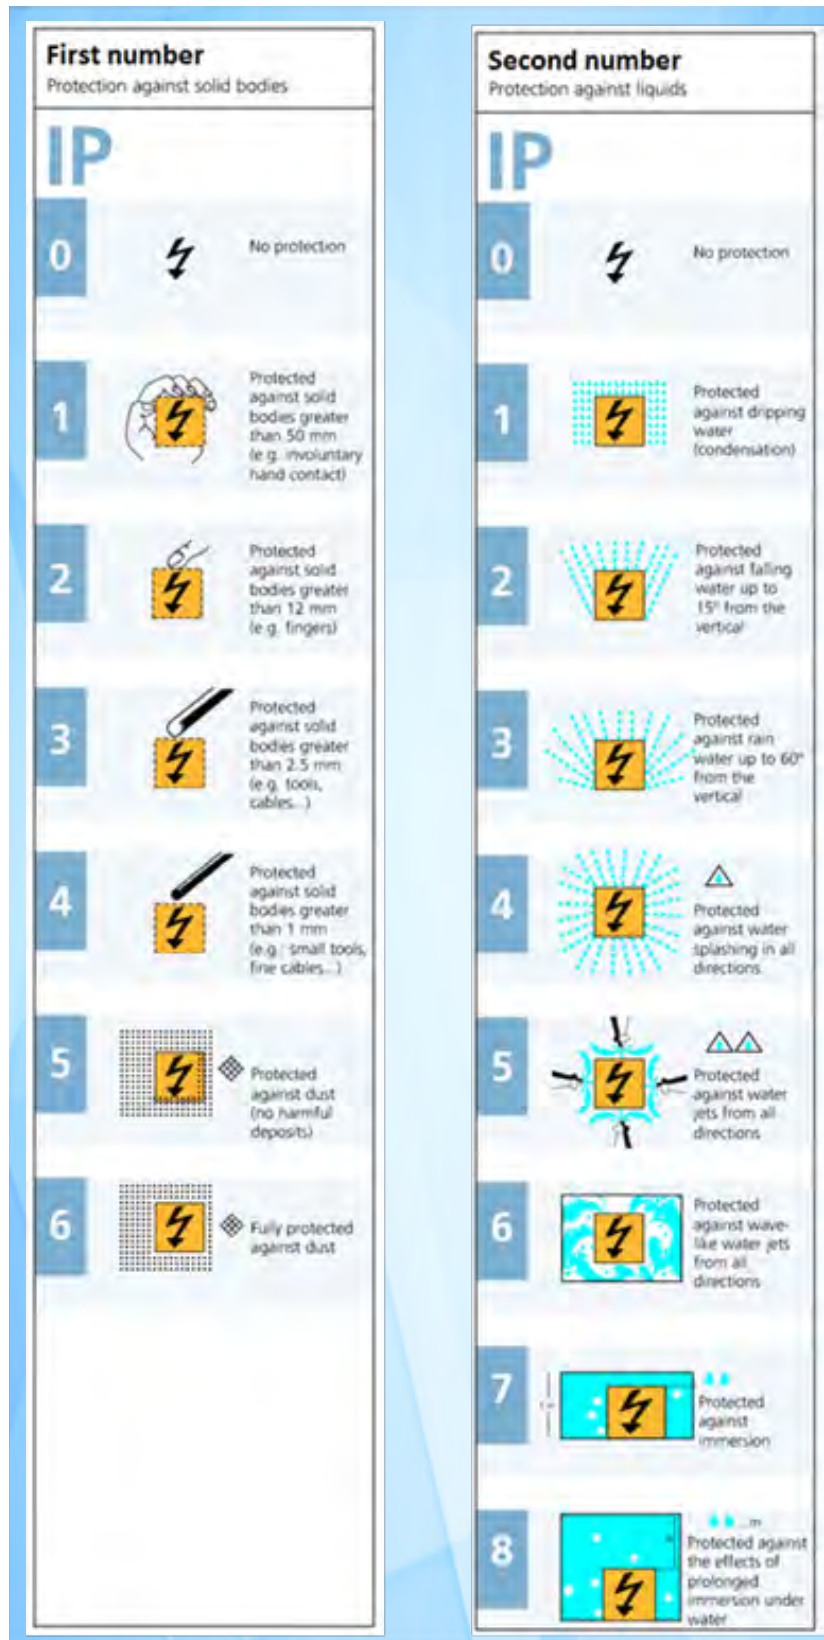 First number
Protection against solid bodies
IP
0
No protection
1
Protected
against solid
bodies greater
than 50 mm
(e.g. involuntary
hand contact)
2
Protected
against solid
bodies greater
than 12 mm
(e.g. fingers)
3
Protected
against solid
bodies greater
than 2.5 mm
(e.g. tools,
cables...)
4
Protected
against solid
bodies greater
than 1 mm
(e.g.: small tools,
fine cables...)
5
Protected
against dust
(no harmful
deposits)
6
Fully protected
against dust
Second number
Protection against liquids
IP
0
No protection
1
Protected
against dripping
water
(condensation)
2
Protected
against falling
water up to
15° from the
vertical
3
Protected
against rain
water up to 60°
from the
vertical
4
Protected
against water
splashing in all
directions
5
Protected
against water
jets from all
directions
6
Protected
against wave-
like water jets
from all
directions
7
Protected
against
immersion
8
...m
Protected against
the effects of
prolonged
immersion under
water